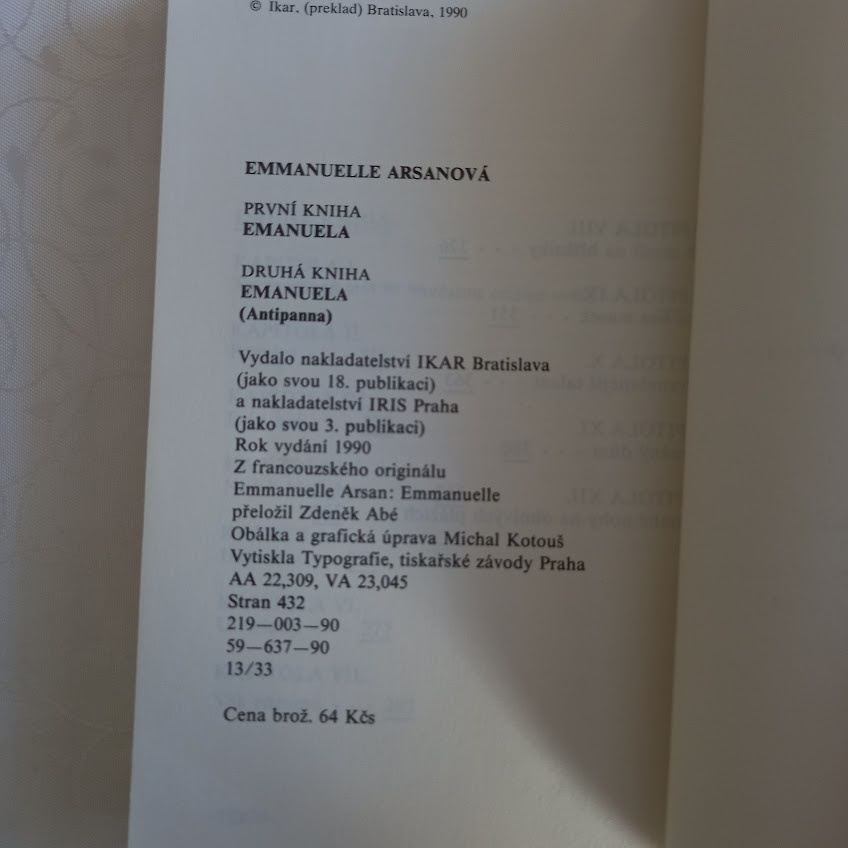 © Ikar, (preklad) Bratislava, 1990
EMMANUELLE ARSANOVÁ
PRVNÍ KNIHA
EMANUELA
DRUHÁ KNIHA
EMANUELA
(Antipanna)
Vydalo nakladatelství IKAR Bratislava
(jako svou 18. publikaci)
a nakladatelství IRIS Praha
(jako svou 3. publikaci)
Rok vydání 1990
Z francouzského originálu
Emmanuelle Arsan: Emmanuelle
přeložil Zdeněk Abé
Obálka a grafická úprava Michal Kotouš
Vytiskla Typografie, tiskařské závody Praha
AA 22,309, VA 23,045
Stran 432
219—003—90
59—637—90
13/33
Cena brož. 64 Kčs